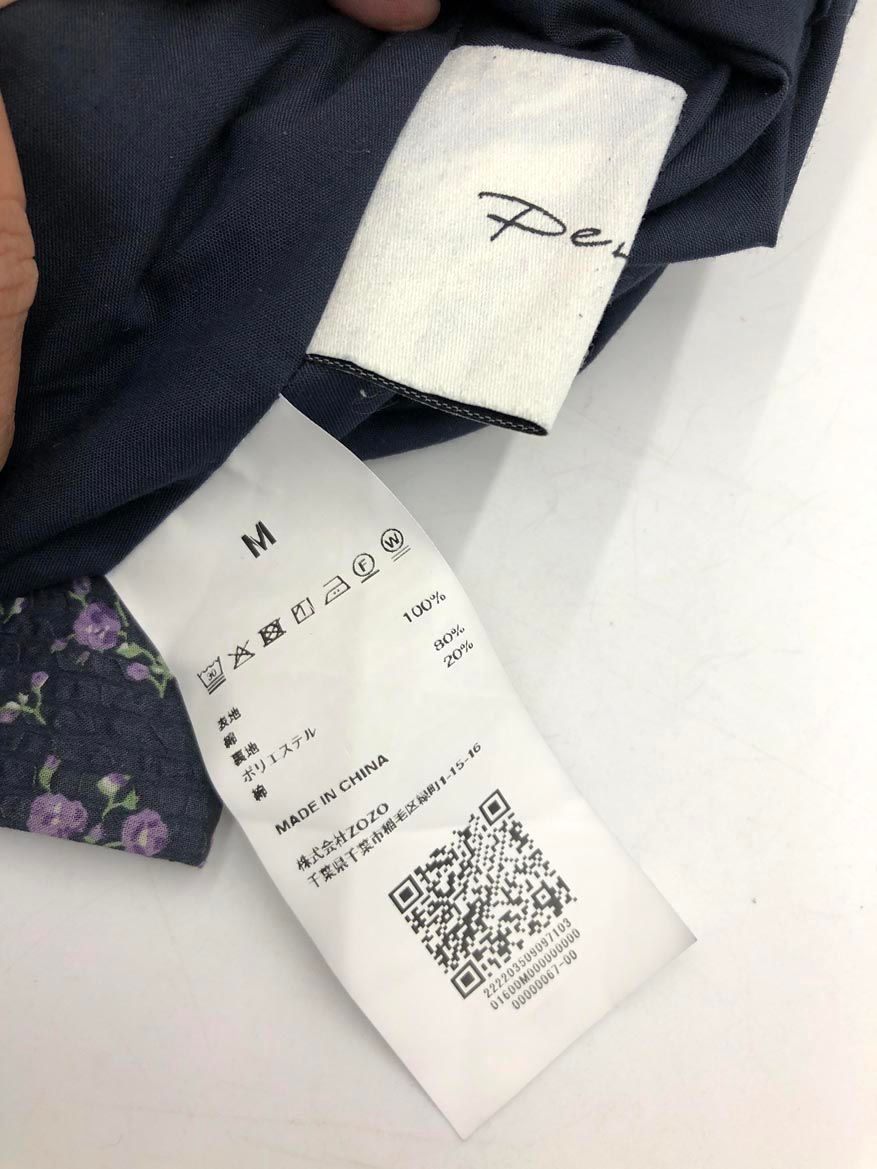 Pe
M
30
F
W
表地
綿 100%
裏地
ポリエステル 80%
綿 20%
MADE IN CHINA
株式会社ZOZO
千葉県千葉市稲毛区緑町1-15-16
222203509097103
01600M000000000
00000067-00